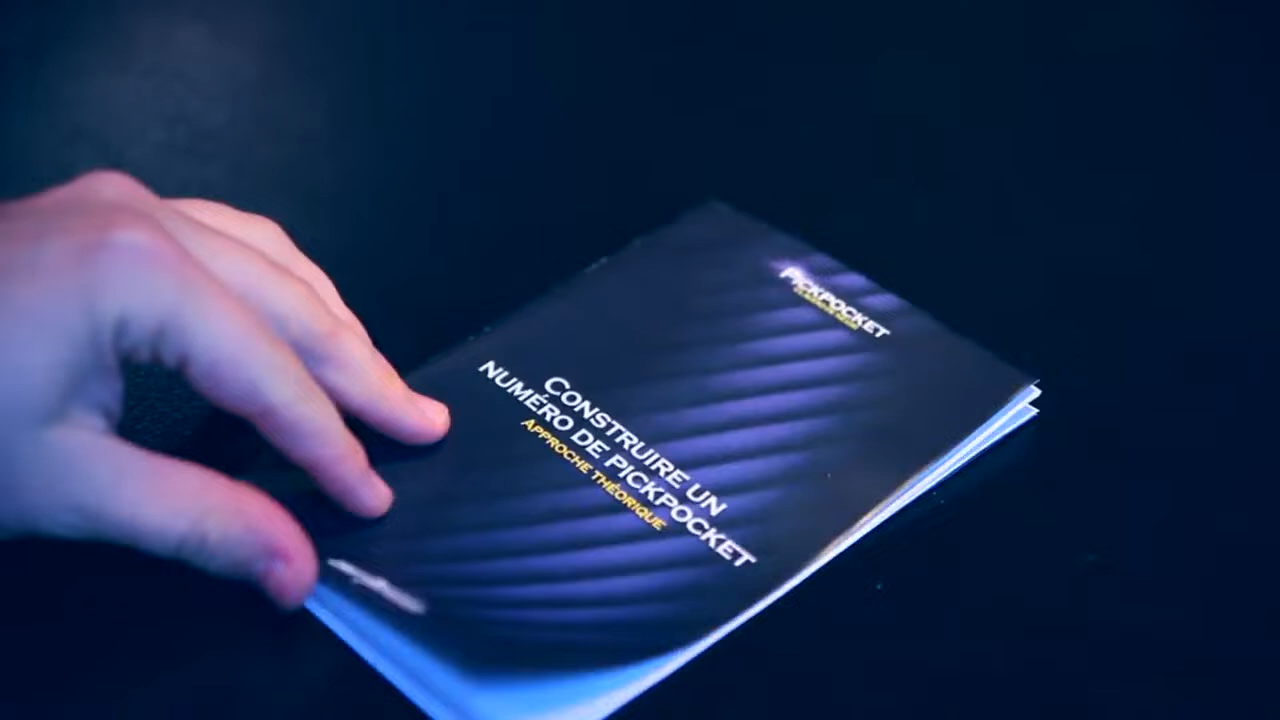 PICKPOCKET
CONSTRUIRE UN
NUMÉRO DE PICKPOCKET
APPROCHE THÉORIQUE